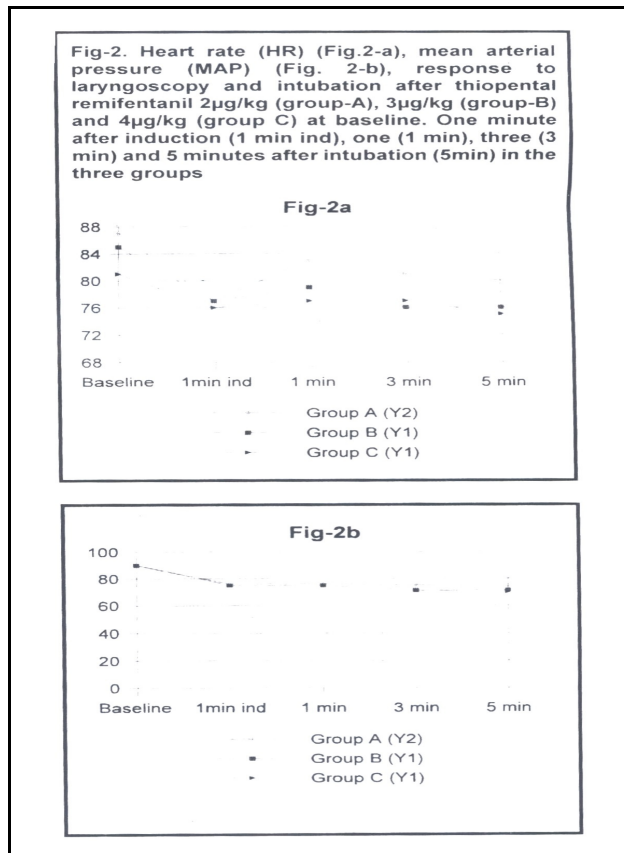 Fig-2. Heart rate (HR) (Fig.2-a), mean arterial
pressure (MAP) (Fig. 2-b), response to
laryngoscopy and intubation after thiopental
remifentanil 2µg/kg (group-A), 3µg/kg (group-B)
and 4µg/kg (group C) at baseline. One minute
after induction (1 min ind), one (1 min), three (3
min) and 5 minutes after intubation (5min) in the
three groups
Fig-2a
88
84
80
76
72
68
Baseline 1min ind 1 min 3 min 5 min
Group A (Y2)
Group B (Y1)
Group C (Y1)
Fig-2b
100
80
60
40
20
0
Baseline 1min ind 1 min 3 min 5 min
Group A (Y2)
Group B (Y1)
Group C (Y1)